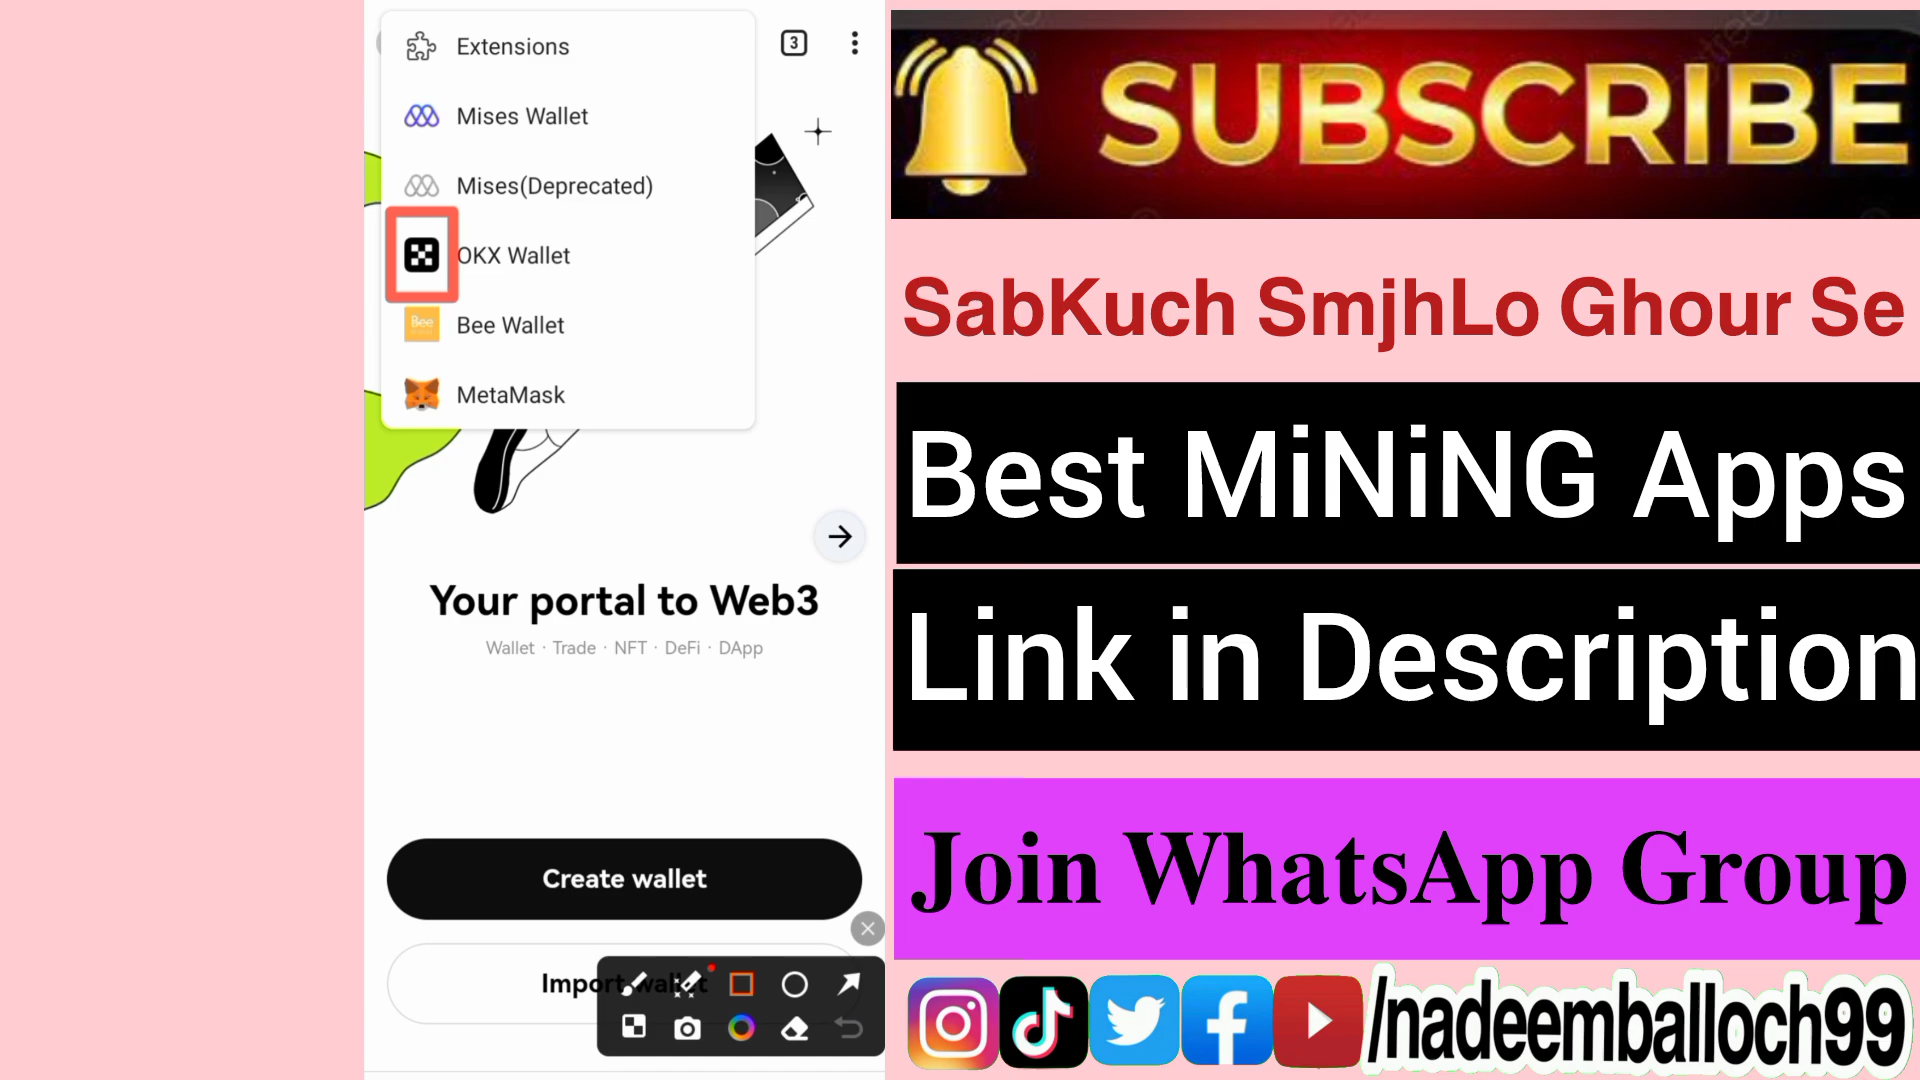 Extensions
3
Mises Wallet
Mises(Deprecated)
OKX Wallet
Bee
Bee Wallet
MetaMask
Your portal to Web3
Wallet · Trade · NFT · DeFi · DApp
Create wallet
Import wallet
SUBSCRIBE
SabKuch SmjhLo Ghour Se
Best MiNiNG Apps
Link in Description
Join WhatsApp Group
/nadeemballoch99